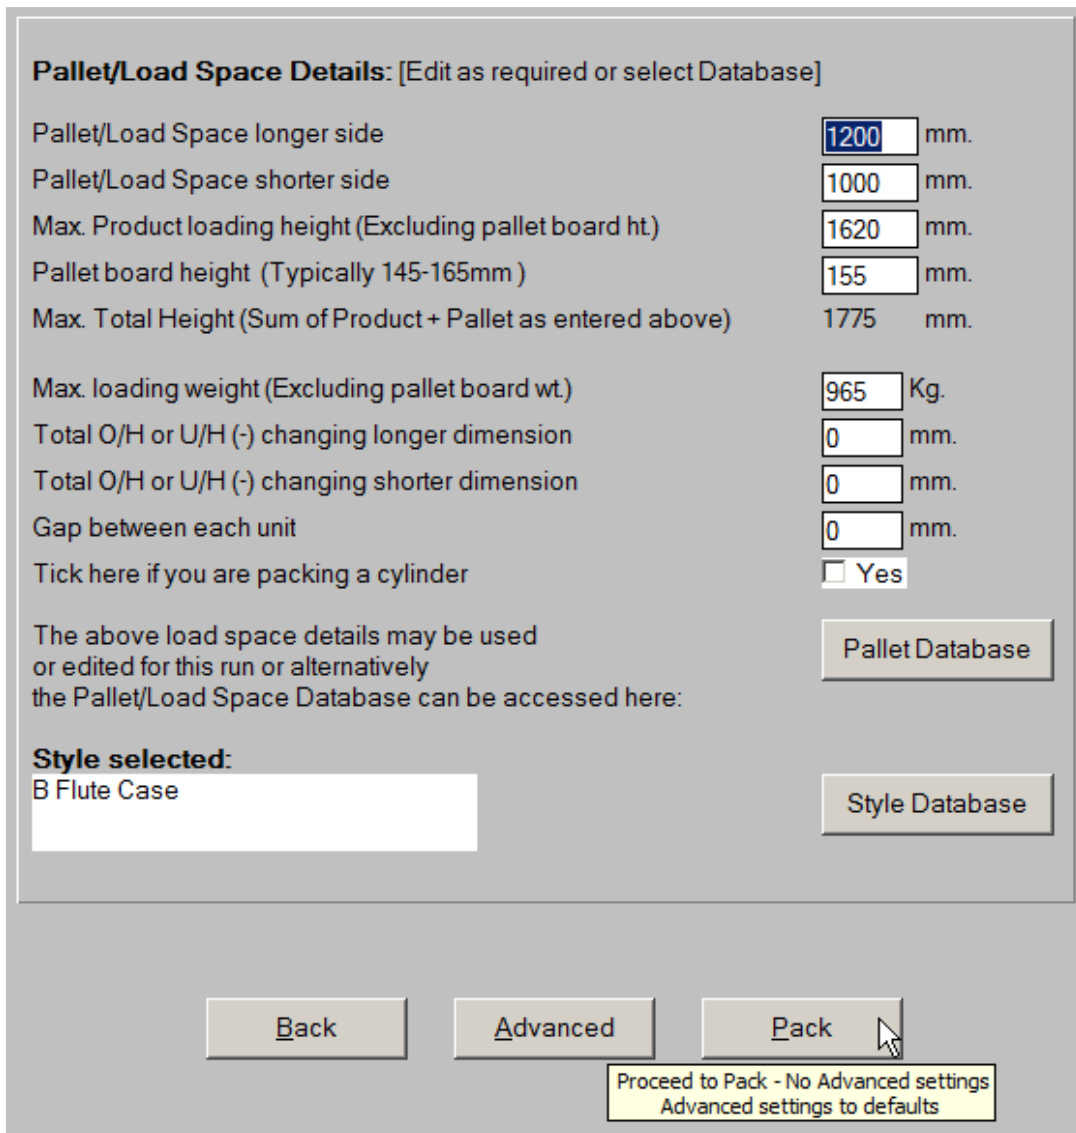 Pallet/Load Space Details: [Edit as required or select Database]
Pallet/Load Space longer side 1200 mm.
Pallet/Load Space shorter side 1000 mm.
Max. Product loading height (Excluding pallet board ht.) 1620 mm.
Pallet board height (Typically 145-165mm ) 155 mm.
Max. Total Height (Sum of Product + Pallet as entered above) 1775 mm.
Max. loading weight (Excluding pallet board wt.) 965 Kg.
Total O/H or U/H (-) changing longer dimension 0 mm.
Total O/H or U/H (-) changing shorter dimension 0 mm.
Gap between each unit 0 mm.
Tick here if you are packing a cylinder Yes
The above load space details may be used
or edited for this run or alternatively
the Pallet/Load Space Database can be accessed here:
Pallet Database
Style selected:
B Flute Case
Style Database
Back Advanced Pack
Proceed to Pack - No Advanced settings
Advanced settings to defaults